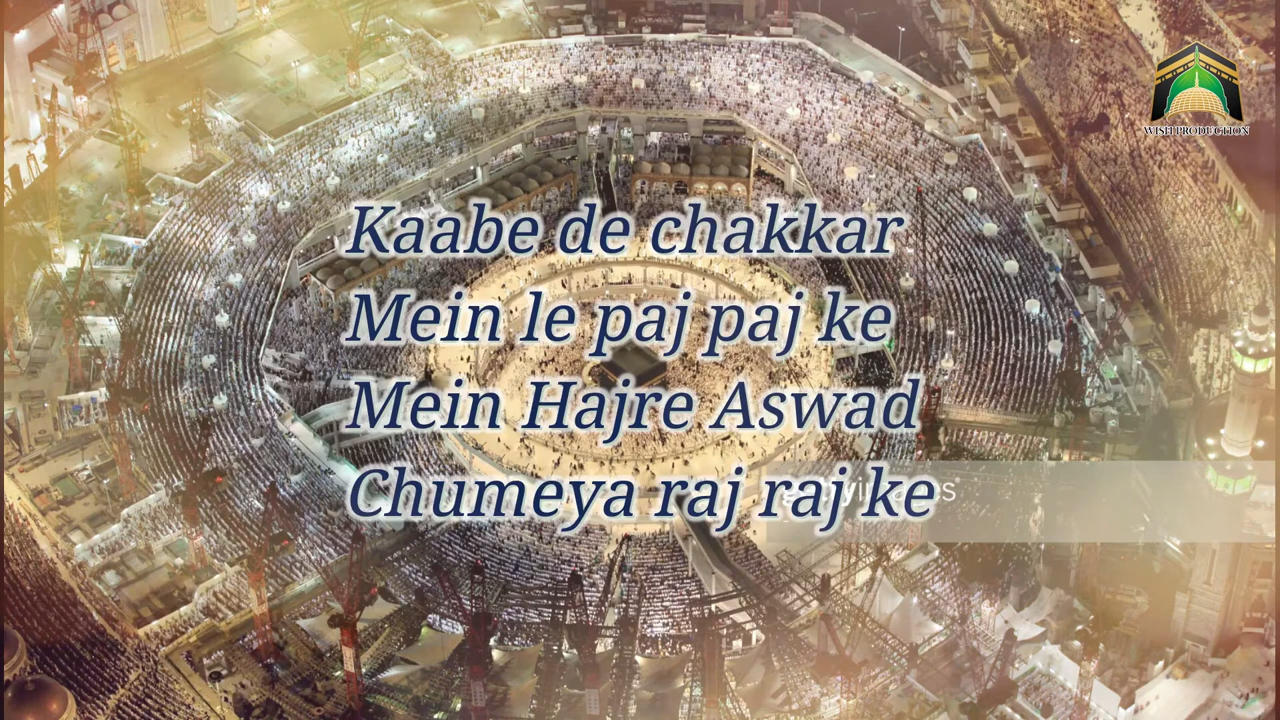 WISH PRODUCTION
Kaabe de chakkar
Mein le paj paj ke
Mein Hajre Aswad
Chumeya raj raj ke